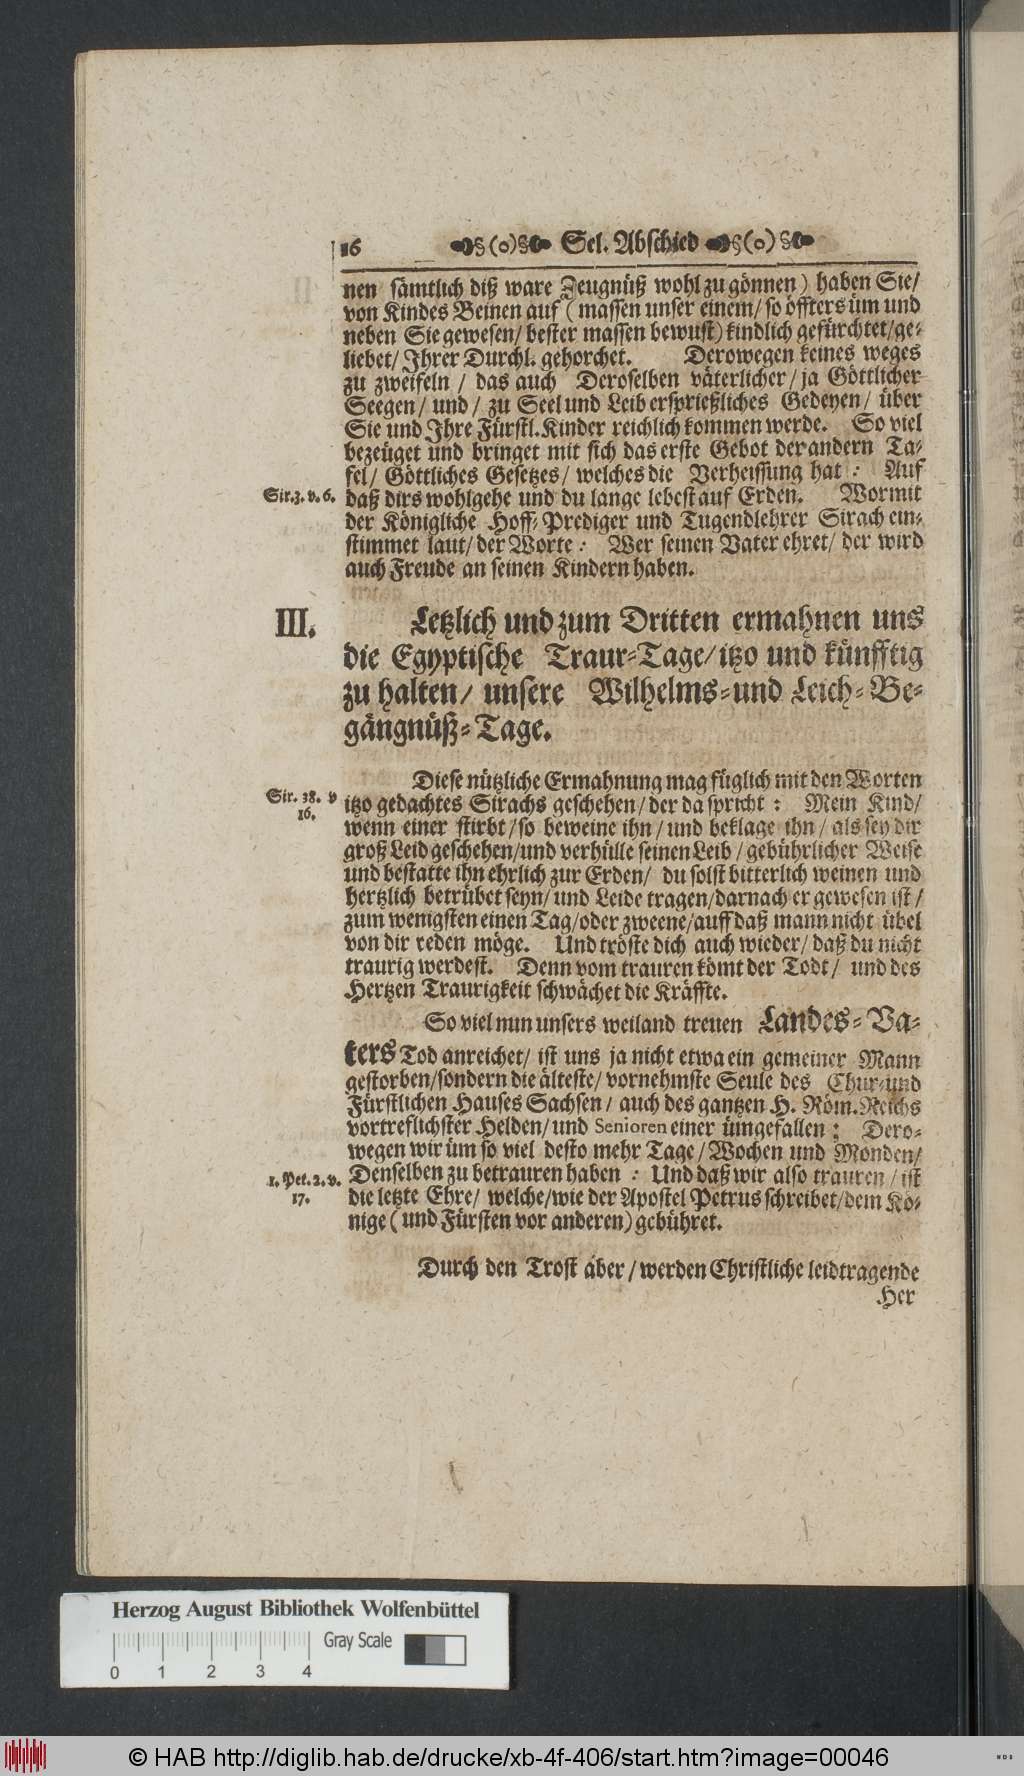 16 §(o)§ Sel. Abschied §(o)§
nen sämtlich diß ware Zeugnüß wohl zu gönnen) haben Sie/
von Kindes Beinen auf (massen unser einem/ so öffters üm und
neben Sie gewesen/ bester massen bewust) kindlich gefürchtet/ ge-
liebet/ Ihrer Durchl. gehorchet. Derowegen keines weges
zu zweifeln / das auch Deroselben väterlicher/ ja Göttlicher
Seegen/ und/ zu Seel und Leib ersprießliches Gedeyen/ über
Sie und Ihre Fürstl. Kinder reichlich kommen werde. So viel
bezeüget und bringet mit sich das erste Gebot der andern Ta-
fel/ Göttliches Gesetzes/ welches die Verheissung hat: Auf
Sir. 3. v. 6. daß dirs wohlgehe und du lange lebest auf Erden. Wormit
der Königliche Hoff-Prediger und Tugendlehrer Sirach ein-
stimmet laut/ der Worte: Wer seinen Vater ehret/ der wird
auch Freude an seinen Kindern haben.
III. Letzlich und zum Dritten ermahnen uns
die Egyptische Traur-Tage/ itzo und künfftig
zu halten/ unsere Wilhelms-und Leich-Be-
gängnüß-Tage.
Diese nützliche Ermahnung mag füglich mit den Worten
Sir. 38. v itzo gedachtes Sirachs geschehen/ der da spricht: Mein Kind/
16.
wenn einer stirbt/ so beweine ihn/ und beklage ihn/ als sey dir
groß Leid geschehen/ und verhülle seinen Leib / gebührlicher Weise
und bestatte ihn ehrlich zur Erden/ du solst bitterlich weinen und
hertzlich betrübet seyn/ und Leide tragen/ darnach er gewesen ist /
zum wenigsten einen Tag/ oder zweene/ auff daß mann nicht übel
von dir reden möge. Und tröste dich auch wieder/ daß du nicht
traurig werdest. Denn vom trauren kömt der Todt/ und des
Hertzen Traurigkeit schwächet die Kräffte.
So viel nun unsers weiland treuen Landes-Va-
ters Tod anreichet/ ist uns ja nicht etwa ein gemeiner Mann
gestorben/ sondern die älteste/ vornehmste Seule des Chur-und
Fürstlichen Hauses Sachsen/ auch des gantzen H. Röm. Reichs
vortreflichster Helden/ und Senioren einer ümgefallen: Dero-
wegen wir üm so viel desto mehr Tage/ Wochen und Monden/
1. Pet. 2. v. Denselben zu betrauren haben: Und daß wir also trauren/ ist
17. die letzte Ehre/ welche/ wie der Apostel Petrus schreibet/ dem Kö-
nige (und Fürsten vor anderen) gebühret.
Durch den Trost aber/ werden Christliche leidtragende
Her
Herzog August Bibliothek Wolfenbüttel
Gray Scale
0 1 2 3 4
© HAB http://diglib.hab.de/drucke/xb-4f-406/start.htm?image=00046